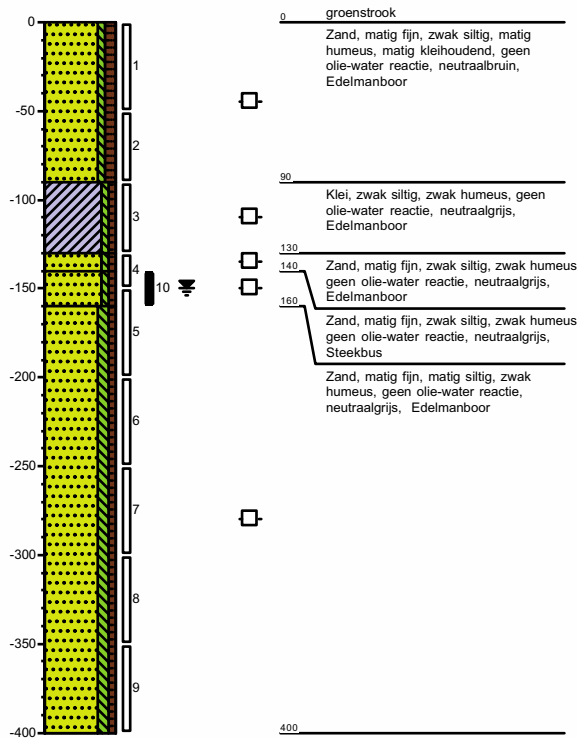 0
-50
-100
-150
-200
-250
-300
-350
-400
1
2
3
4
10
5
6
7
8
9
0 groenstrook
Zand, matig fijn, zwak siltig, matig
humeus, matig kleihoudend, geen
olie-water reactie, neutraalbruin,
Edelmanboor
90
Klei, zwak siltig, zwak humeus, geen
olie-water reactie, neutraalgrijs,
Edelmanboor
130
Zand, matig fijn, zwak siltig, zwak humeus
geen olie-water reactie, neutraalgrijs,
Edelmanboor
140
Zand, matig fijn, zwak siltig, zwak humeus
geen olie-water reactie, neutraalgrijs,
Steekbus
160
Zand, matig fijn, matig siltig, zwak
humeus, geen olie-water reactie,
neutraalgrijs, Edelmanboor
400